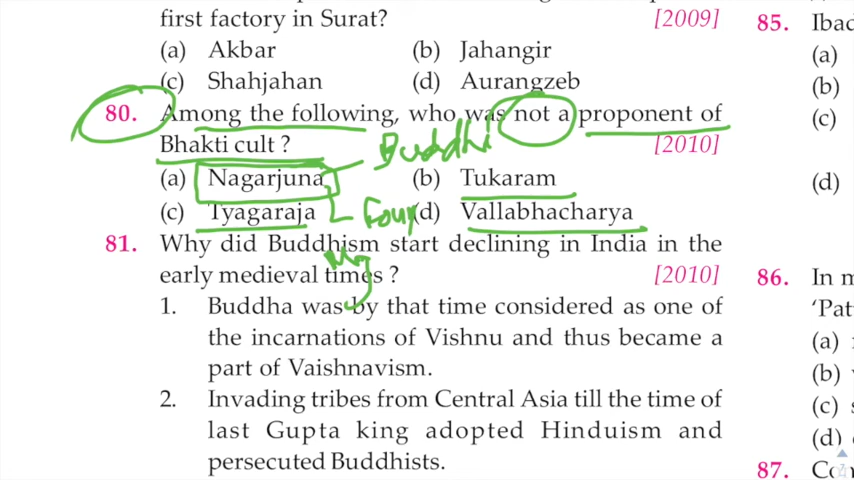 first factory in Surat? [2009]
(a) Akbar (b) Jahangir
(c) Shahjahan (d) Aurangzeb
80. Among the following, who was not a proponent of
Bhakti cult ? [2010]
Buddhi
(a) Nagarjuna (b) Tukaram
(c) Tyagaraja (d) Vallabhacharya
Foun
81. Why did Buddhism start declining in India in the
early medieval times ? [2010]
1. Buddha was by that time considered as one of
the incarnations of Vishnu and thus became a
part of Vaishnavism.
2. Invading tribes from Central Asia till the time of
last Gupta king adopted Hinduism and
persecuted Buddhists.
85. Ibad
(a)
(b)
(c)
(d)
86. In m
'Pat
(a)
(b)
(c)
(d)
87. Con